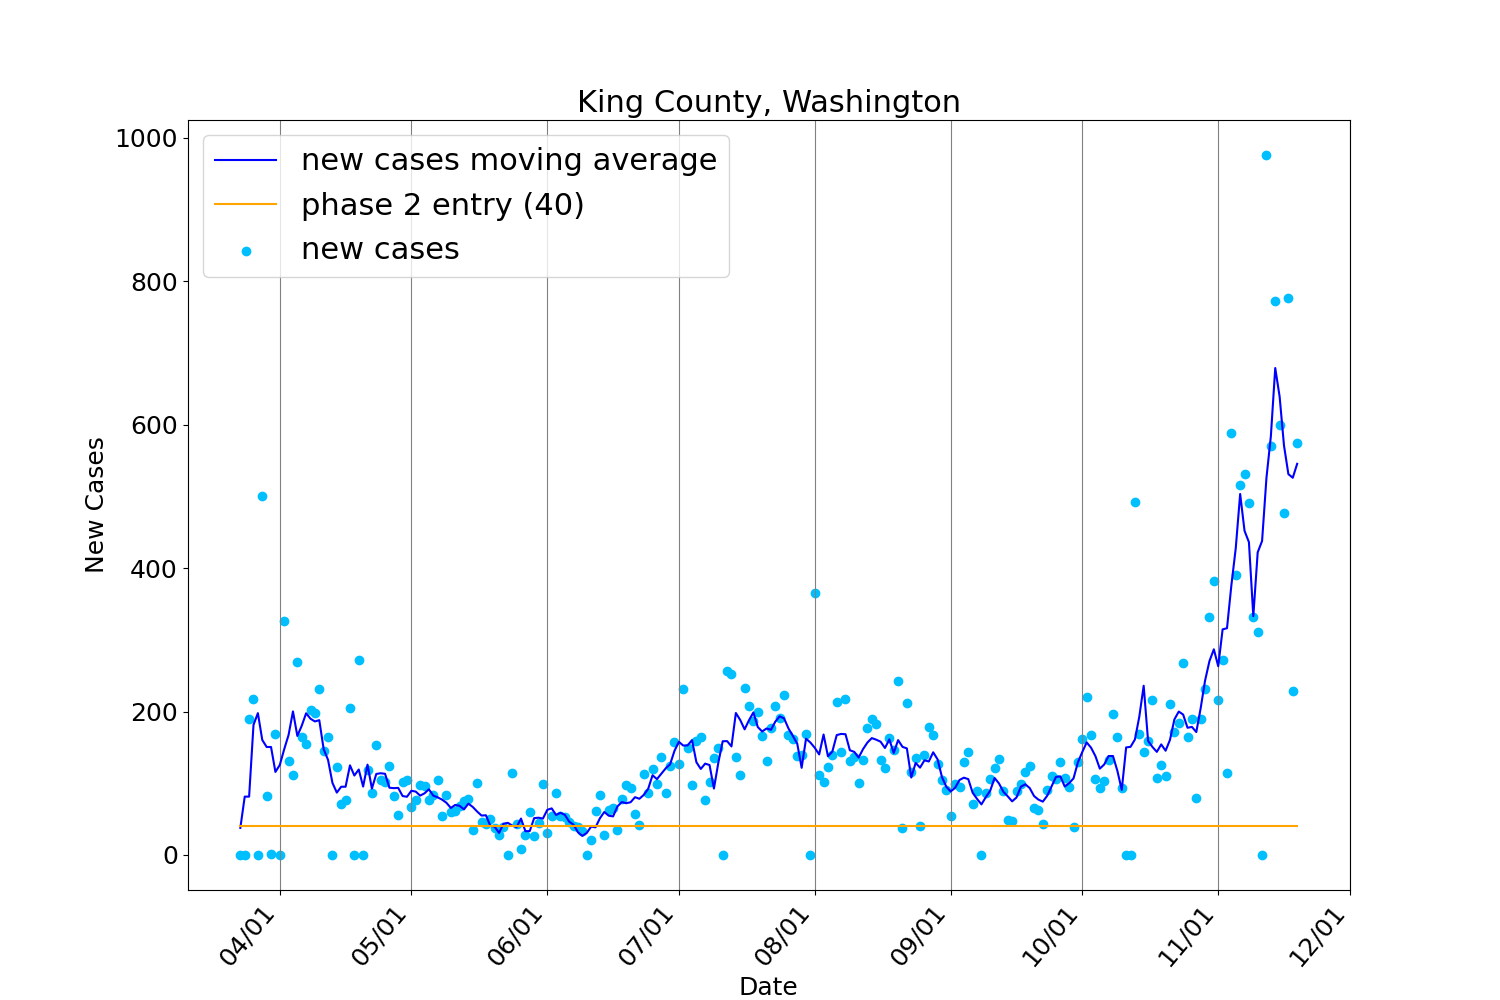 King County, Washington
new cases moving average
phase 2 entry (40)
new cases
1000
800
600
400
200
0
New Cases
04/01
05/01
06/01
07/01
08/01
09/01
10/01
11/01
12/01
Date